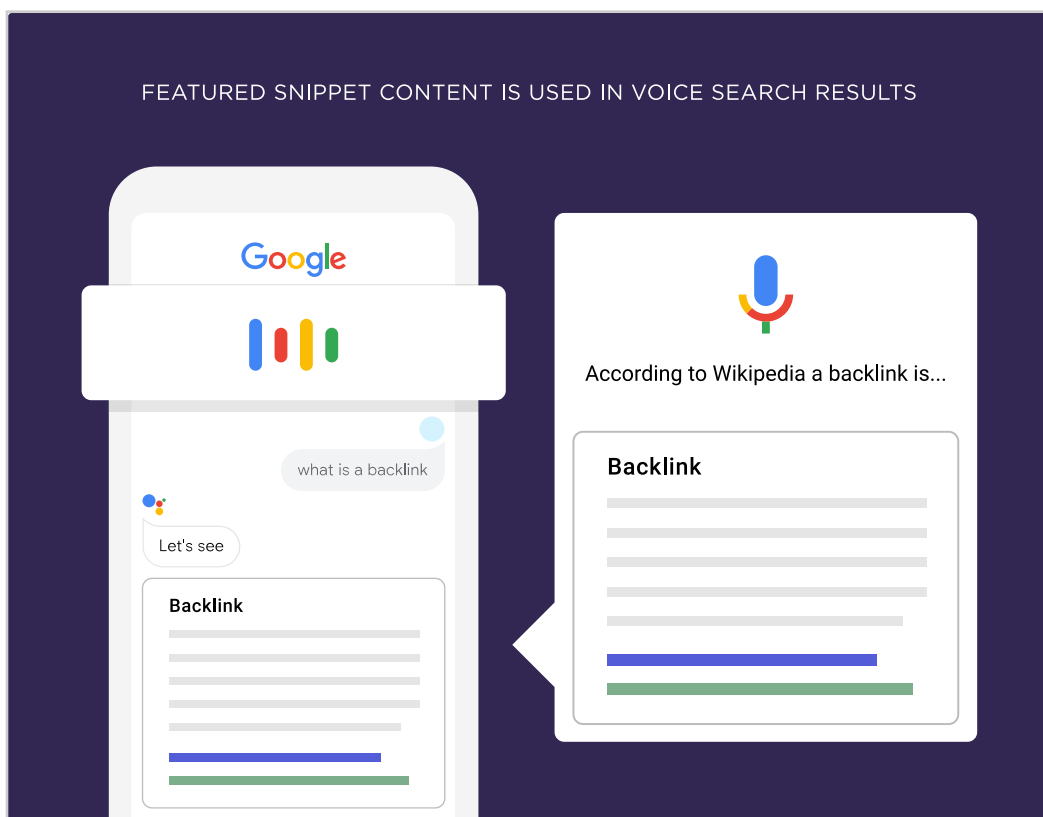 FEATURED SNIPPET CONTENT IS USED IN VOICE SEARCH RESULTS
Google
what is a backlink
Let's see
Backlink
According to Wikipedia a backlink is...
Backlink